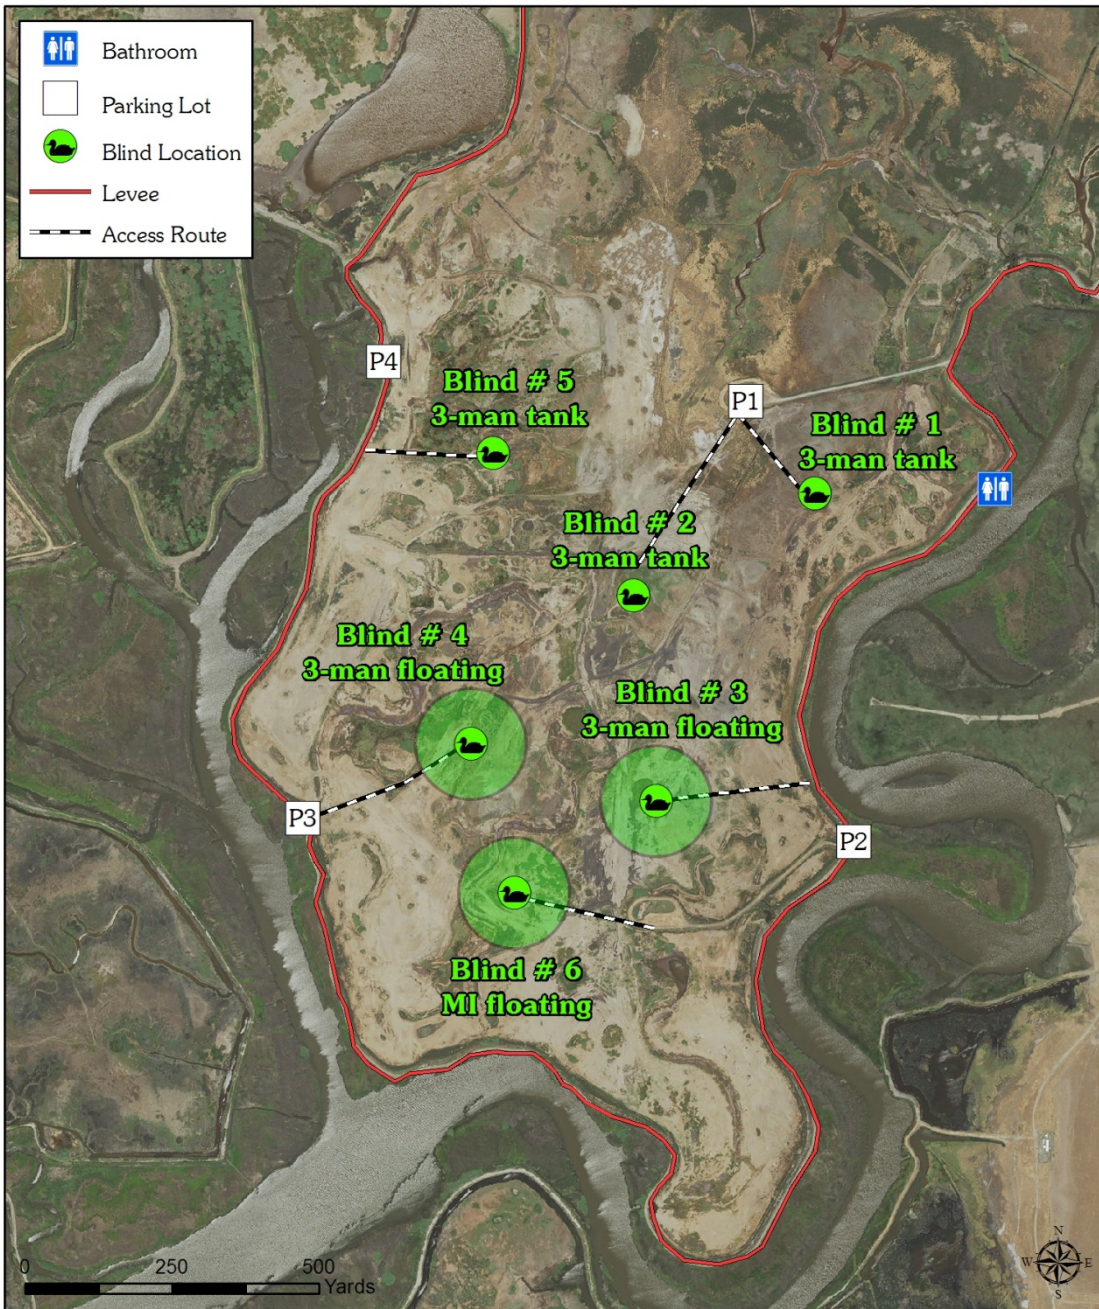 Bathroom
Parking Lot
Blind Location
Levee
Access Route
P4
Blind # 5
3-man tank
P1
Blind # 1
3-man tank
Blind # 2
3-man tank
Blind # 4
3-man floating
Blind # 3
3-man floating
P3
P2
Blind # 6
MI floating
0 250 500
Yards
N
W E
S